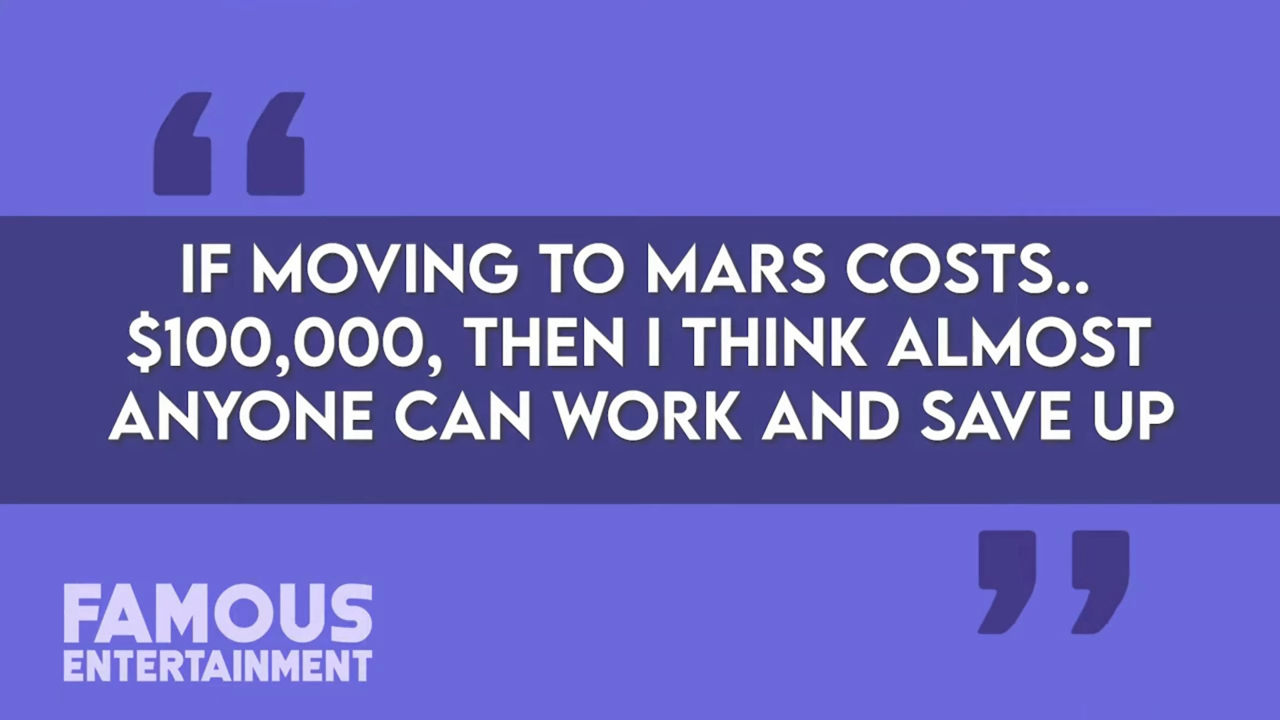 IF MOVING TO MARS COSTS..
$100,000, THEN I THINK ALMOST
ANYONE CAN WORK AND SAVE UP
FAMOUS
ENTERTAINMENT